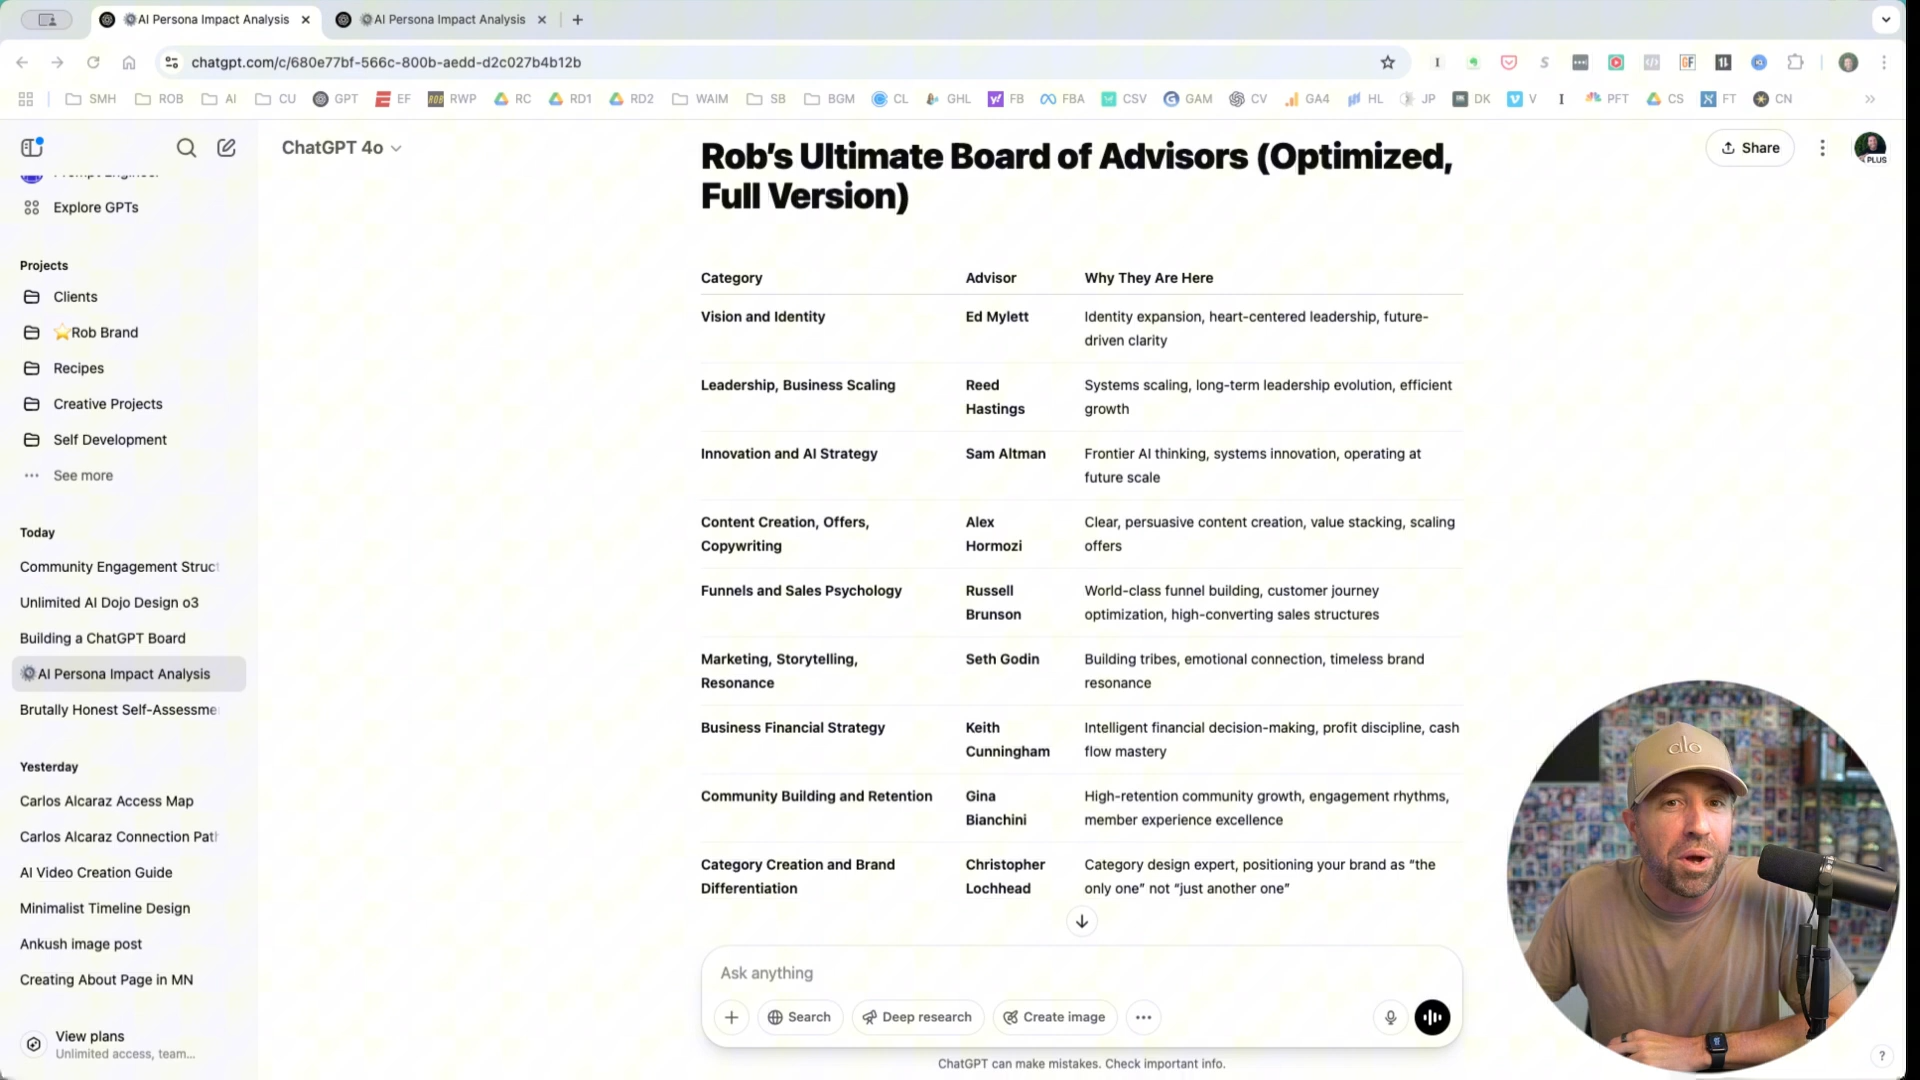 AI Persona Impact Analysis
AI Persona Impact Analysis
chatgpt.com/c/680e77bf-566c-800b-aedd-d2c027b4b12b
SMH ROB AI CU GPT EF RWP RC RD1 RD2 WAIM SB BGM CL GHL FB FBA CSV GAM CV GA4 HL JP DK V I PFT CS FT CN
ChatGPT 4o
Share
PLUS
Prompt Engineer
Explore GPTs
Projects
Clients
Rob Brand
Recipes
Creative Projects
Self Development
See more
Today
Community Engagement Struct
Unlimited AI Dojo Design o3
Building a ChatGPT Board
AI Persona Impact Analysis
Brutally Honest Self-Assessme
Yesterday
Carlos Alcaraz Access Map
Carlos Alcaraz Connection Path
AI Video Creation Guide
Minimalist Timeline Design
Ankush image post
Creating About Page in MN
View plans
Unlimited access, team...
Rob’s Ultimate Board of Advisors (Optimized,
Full Version)
Category Advisor Why They Are Here
Vision and Identity Ed Mylett Identity expansion, heart-centered leadership, future-
driven clarity
Leadership, Business Scaling Reed Systems scaling, long-term leadership evolution, efficient
Hastings growth
Innovation and AI Strategy Sam Altman Frontier AI thinking, systems innovation, operating at
future scale
Content Creation, Offers, Alex Clear, persuasive content creation, value stacking, scaling
Copywriting Hormozi offers
Funnels and Sales Psychology Russell World-class funnel building, customer journey
Brunson optimization, high-converting sales structures
Marketing, Storytelling, Seth Godin Building tribes, emotional connection, timeless brand
Resonance resonance
Business Financial Strategy Keith Intelligent financial decision-making, profit discipline, cash
Cunningham flow mastery
Community Building and Retention Gina High-retention community growth, engagement rhythms,
Bianchini member experience excellence
Category Creation and Brand Christopher Category design expert, positioning your brand as “the
Differentiation Lochhead only one” not “just another one”
Ask anything
Search Deep research Create image
ChatGPT can make mistakes. Check important info.
alo
?